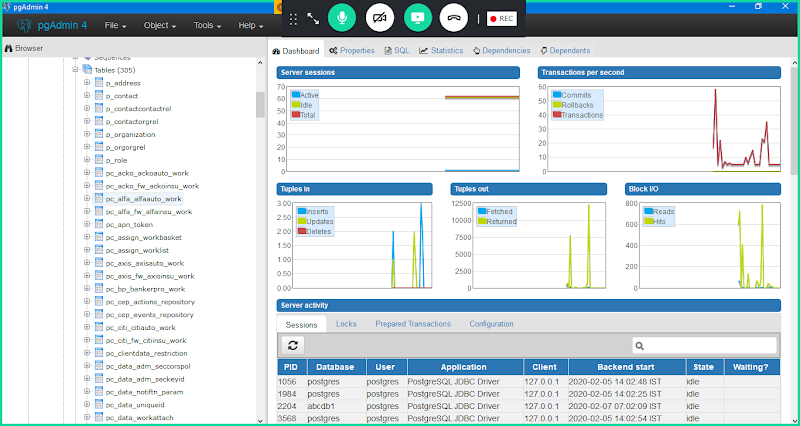 pgAdmin 4
pgAdmin 4 File Object Tools Help
REC
Browser
Dashboard Properties SQL Statistics Dependencies Dependents
Sequences
Tables (305)
p_address
p_contact
p_contactcontactrel
p_contactorgrel
p_organization
p_orgorgrel
p_role
pc_acko_ackoauto_work
pc_acko_fw_ackoinsu_work
pc_alfa_alfaauto_work
pc_alfa_fw_alfainsu_work
pc_apn_token
pc_assign_workbasket
pc_assign_worklist
pc_axis_axisauto_work
pc_axis_fw_axisinsu_work
pc_bp_bankerpro_work
pc_cep_actions_repository
pc_cep_events_repository
pc_citi_citiauto_work
pc_citi_fw_citiinsu_work
pc_clientdata_restriction
pc_data_adm_seccorspol
pc_data_adm_seckeyid
pc_data_notiftn_param
pc_data_uniqueid
pc_data_workattach
Server sessions
70
60
50
40
30
20
10
0
Active
Idle
Total
Transactions per second
60
50
40
30
20
10
0
Commits
Rollbacks
Transactions
Tuples in
3.00
2.50
2.00
1.50
1.00
0.50
0.00
Inserts
Updates
Deletes
Tuples out
12500
10000
7500
5000
2500
0
Fetched
Returned
Block I/O
800
600
400
200
0
Reads
Hits
Server activity
Sessions Locks Prepared Transactions Configuration
PID Database User Application Client Backend start State Waiting?
1056 postgres postgres PostgreSQL JDBC Driver 127.0.0.1 2020-02-05 14:02:48 IST idle
1984 postgres postgres PostgreSQL JDBC Driver 127.0.0.1 2020-02-05 14:02:25 IST idle
2204 abcdb1 postgres PostgreSQL JDBC Driver 127.0.0.1 2020-02-07 07:02:09 IST idle
3568 postgres postgres PostgreSQL JDBC Driver 127.0.0.1 2020-02-05 14:02:54 IST idle